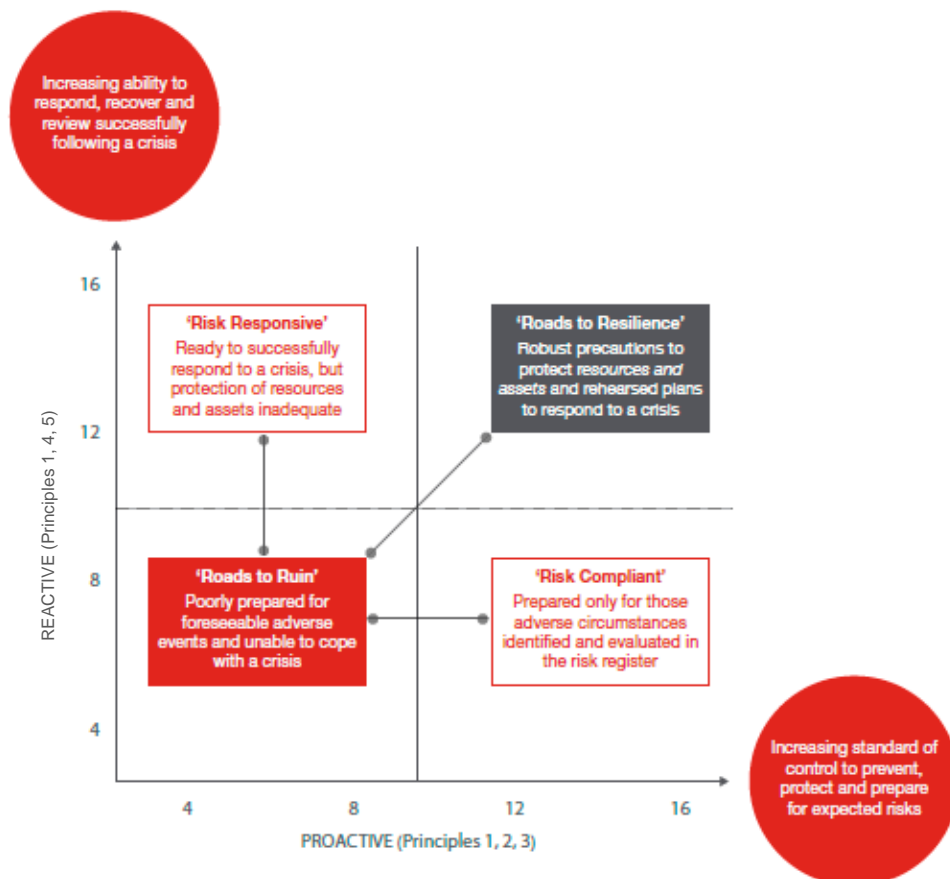 Increasing ability to
respond, recover and
review successfully
following a crisis
REACTIVE (Principles 1, 4, 5)
16
12
8
4
'Risk Responsive'
Ready to successfully
respond to a crisis, but
protection of resources
and assets inadequate
'Roads to Resilience'
Robust precautions to
protect resources and
assets and rehearsed plans
to respond to a crisis
'Roads to Ruin'
Poorly prepared for
foreseeable adverse
events and unable to cope
with a crisis
'Risk Compliant'
Prepared only for those
adverse circumstances
identified and evaluated in
the risk register
4
8
12
16
PROACTIVE (Principles 1, 2, 3)
Increasing standard of
control to prevent,
protect and prepare
for expected risks